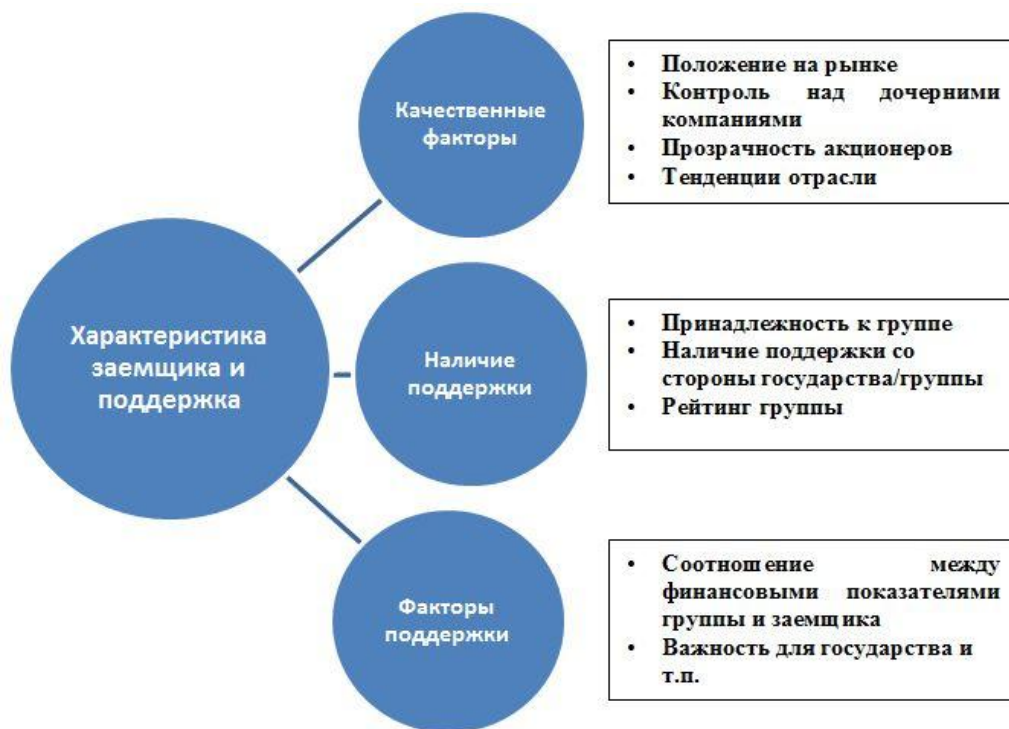 Характеристика
заемщика и
поддержка
Качественные
факторы
• Положение на рынке
• Контроль над дочерними
компаниями
• Прозрачность акционеров
• Тенденции отрасли
Наличие
поддержки
• Принадлежность к группе
• Наличие поддержки со
стороны государства/группы
• Рейтинг группы
Факторы
поддержки
• Соотношение между
финансовыми показателями
группы и заемщика
• Важность для государства и
т.п.